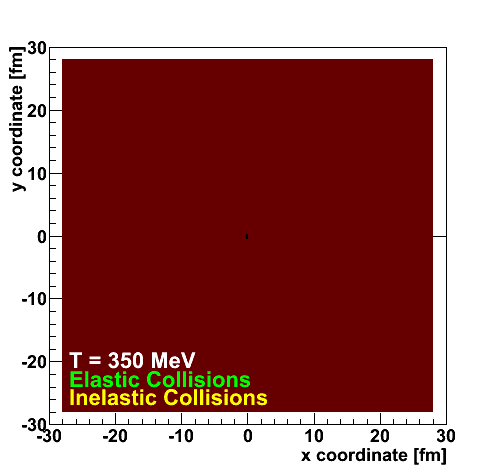 y coordinate [fm]
30
20
10
0
-10
-20
-30
T = 350 MeV
Elastic Collisions
Inelastic Collisions
-30 -20 -10 0 10 20 30
x coordinate [fm]